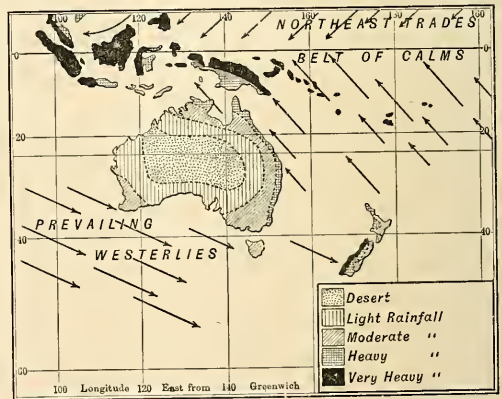 100 120 140 160 180 160
NORTHEAST TRADES
0 BELT OF CALMS 0
20 20
PREVAILING
40 40
WESTERLIES
Desert
Light Rainfall
Moderate "
Heavy "
Very Heavy "
60
100 Longitude 120 East from 140 Greenwich